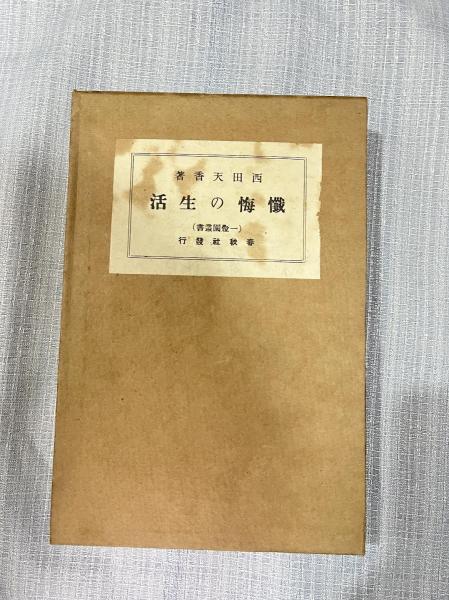 西田天香著
懺悔の生活
(一燈園叢書)
春秋社發行